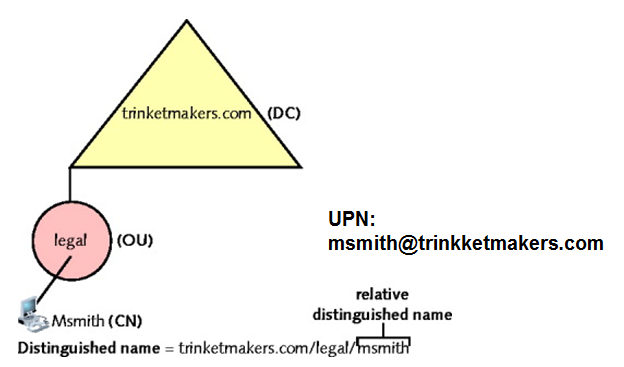 trinketmakers.com (DC)
legal (OU)
UPN:
msmith@trinkketmakers.com
relative
distinguished name
Msmith (CN)
Distinguished name = trinketmakers.com/legal/msmith